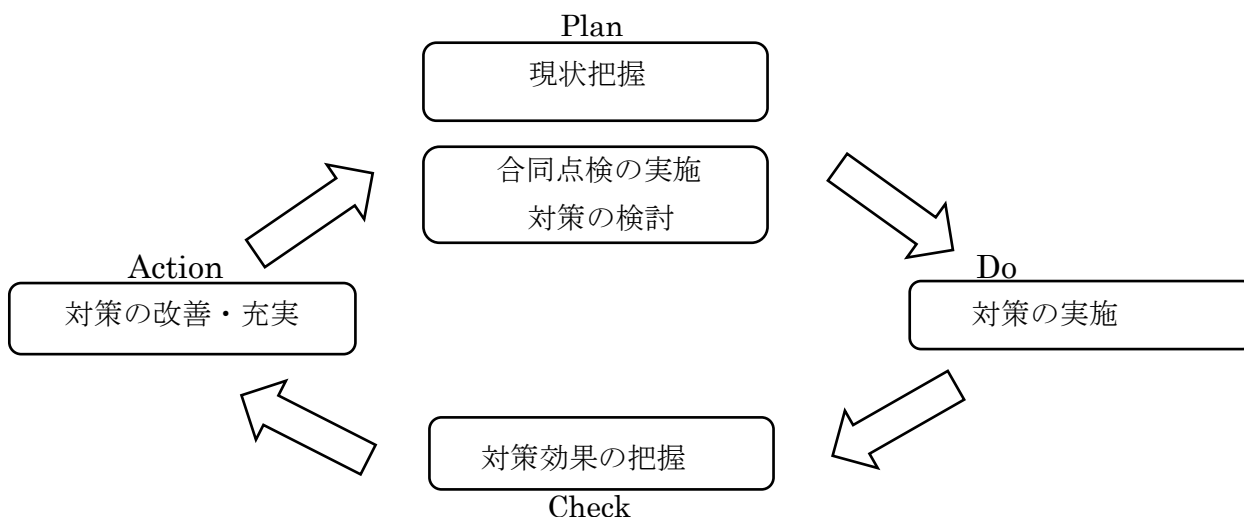 Plan
現状把握
合同点検の実施
対策の検討
Action
対策の改善・充実
Do
対策の実施
対策効果の把握
Check